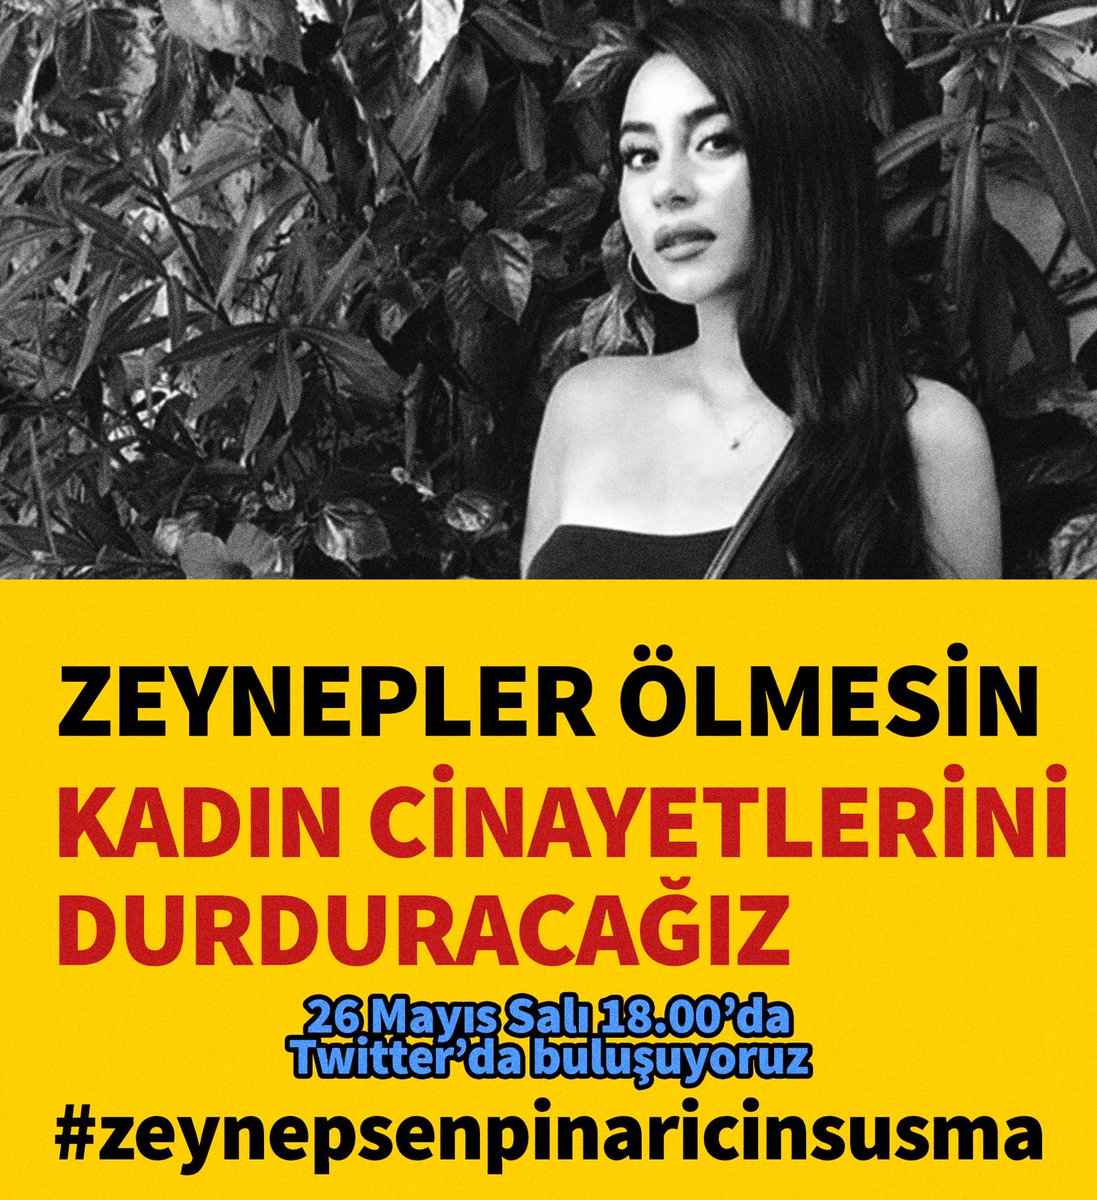 ZEYNEPLER ÖLMESİN
KADIN CİNAYETLERİNİ
DURDURACAĞIZ
26 Mayıs Salı 18.00’da
Twitter’da buluşuyoruz
#zeynepsenpinaricinsusma